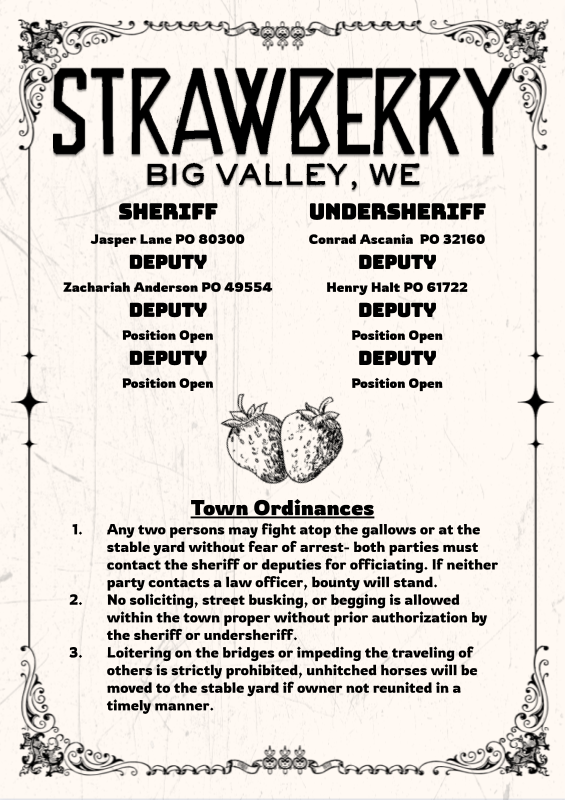 STRAWBERRY
BIG VALLEY, WE
SHERIFF
Jasper Lane PO 80300
UNDERSHERIFF
Conrad Ascania PO 32160
DEPUTY
Zachariah Anderson PO 49554
DEPUTY
Henry Halt PO 61722
DEPUTY
Position Open
DEPUTY
Position Open
DEPUTY
Position Open
DEPUTY
Position Open
Town Ordinances
1. Any two persons may fight atop the gallows or at the
stable yard without fear of arrest- both parties must
contact the sheriff or deputies for officiating. If neither
party contacts a law officer, bounty will stand.
2. No soliciting, street busking, or begging is allowed
within the town proper without prior authorization by
the sheriff or undersheriff.
3. Loitering on the bridges or impeding the traveling of
others is strictly prohibited, unhitched horses will be
moved to the stable yard if owner not reunited in a
timely manner.